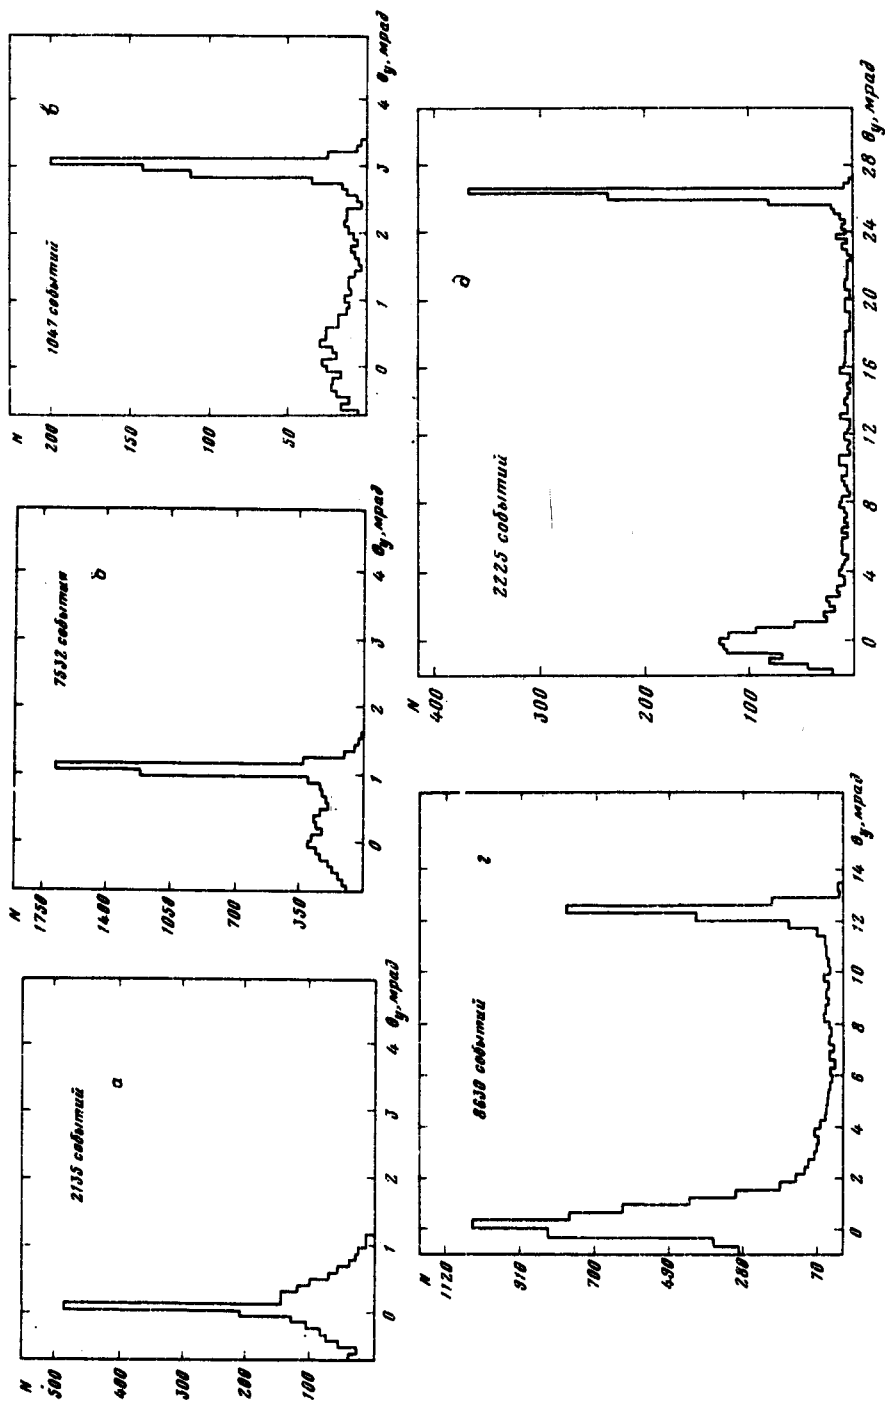 N
500
400
300
200
100
2135 событий
а
0 1 2 3 4 θy, мрад
N
1750
1400
1050
700
350
7532 события
б
0 1 2 3 4 θy, мрад
N
200
150
100
50
1047 событий
в
0 1 2 3 4 θy, мрад
N
1120
910
700
490
280
70
8630 событий
г
0 2 4 6 8 10 12 14 θy, мрад
N
400
300
200
100
2225 событий
д
0 4 8 12 16 20 24 28 θy, мрад